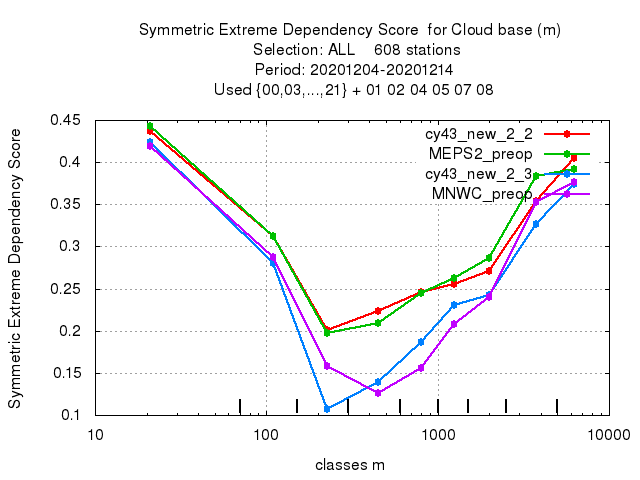 Symmetric Extreme Dependency Score  for Cloud base (m)
Selection: ALL    608 stations
Period: 20201204-20201214
Used {00,03,...,21} + 01 02 04 05 07 08
Symmetric Extreme Dependency Score
0.45
0.4
0.35
0.3
0.25
0.2
0.15
0.1
cy43_new_2_2
MEPS2_preop
cy43_new_2_3
MNWC_preop
10
100
1000
10000
classes m